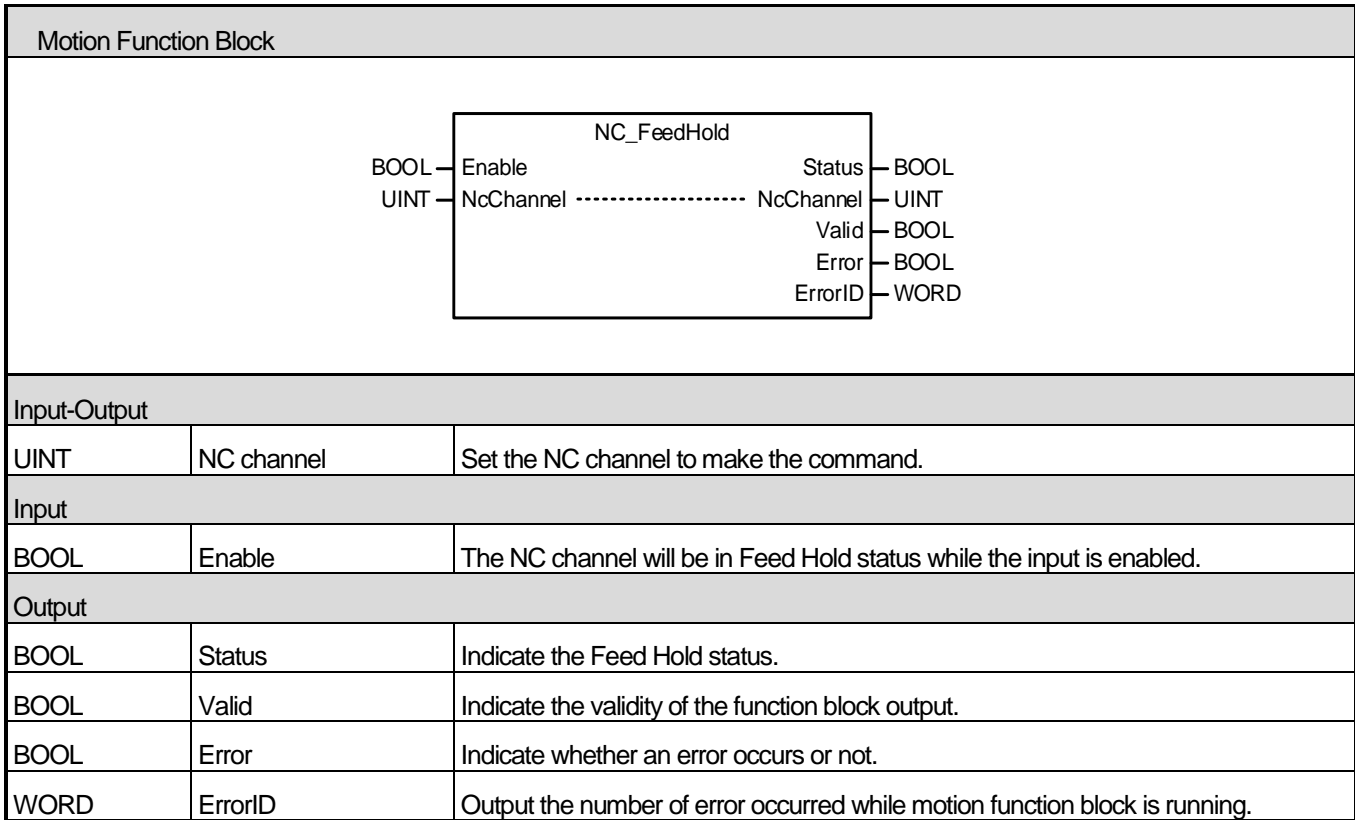 Motion Function Block
NC_FeedHold
BOOL Enable Status BOOL
UINT NcChannel NcChannel UINT
Valid BOOL
Error BOOL
ErrorID WORD
Input-Output
UINT NC channel Set the NC channel to make the command.
Input
BOOL Enable The NC channel will be in Feed Hold status while the input is enabled.
Output
BOOL Status Indicate the Feed Hold status.
BOOL Valid Indicate the validity of the function block output.
BOOL Error Indicate whether an error occurs or not.
WORD ErrorID Output the number of error occurred while motion function block is running.